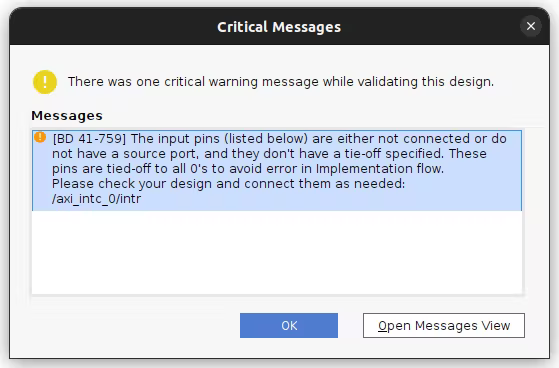 Critical Messages
There was one critical warning message while validating this design.
Messages
[BD 41-759] The input pins (listed below) are either not connected or do
not have a source port, and they don't have a tie-off specified. These
pins are tied-off to all 0's to avoid error in Implementation flow.
Please check your design and connect them as needed:
/axi_intc_0/intr
OK
Open Messages View